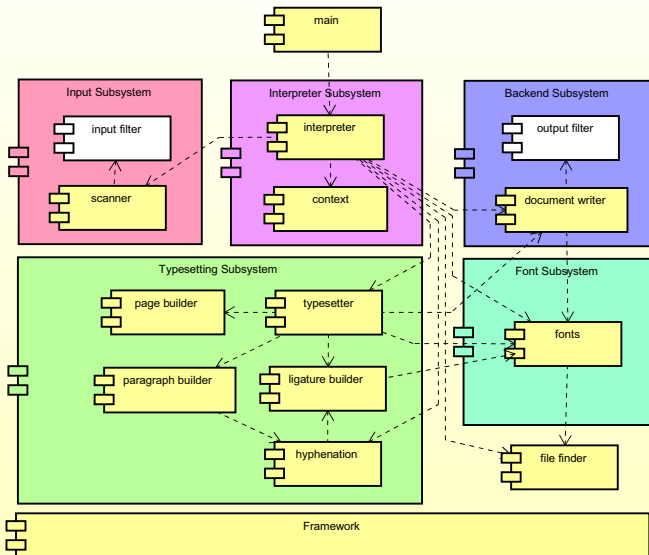 main
Input Subsystem
Interpreter Subsystem
Backend Subsystem
input filter
interpreter
output filter
scanner
context
document writer
Typesetting Subsystem
Font Subsystem
page builder
typesetter
fonts
paragraph builder
ligature builder
hyphenation
file finder
Framework